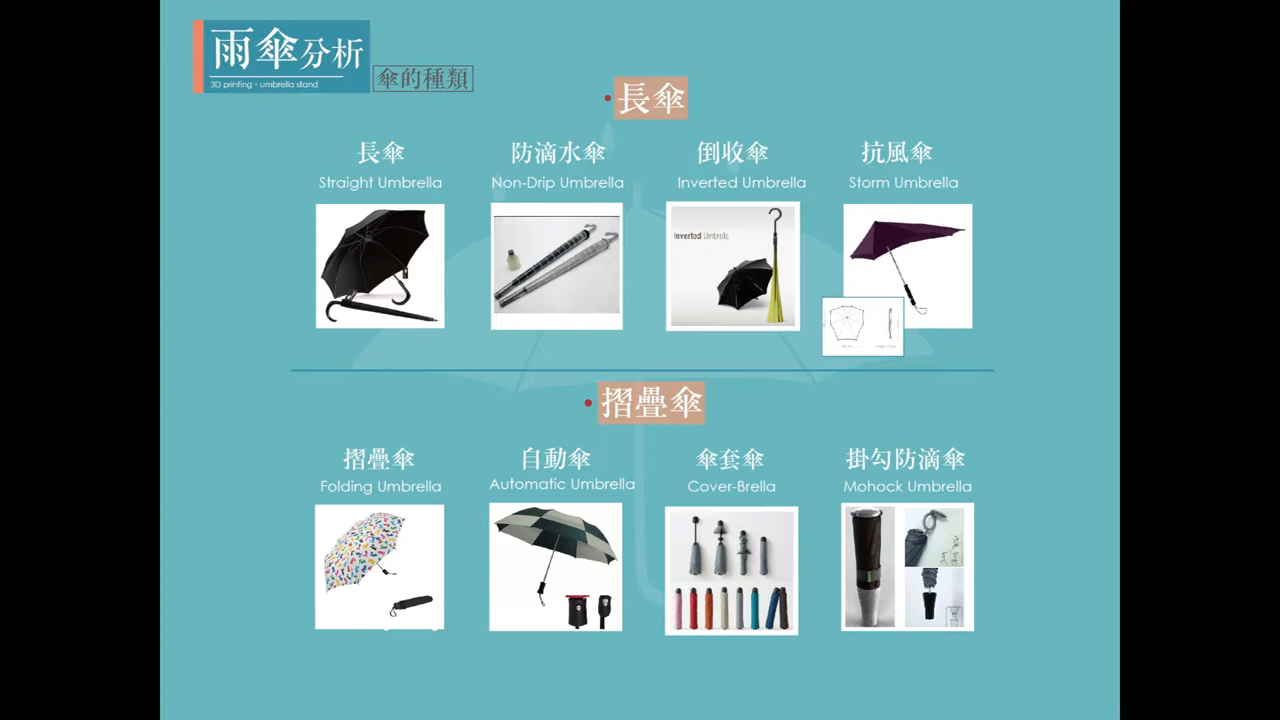 雨傘分析
3D printing・umbrella stand
傘的種類
・長傘
長傘
防滴水傘
倒收傘
抗風傘
Straight Umbrella
Non-Drip Umbrella
Inverted Umbrella
Storm Umbrella
Inverted Umbrella
・摺疊傘
摺疊傘
自動傘
傘套傘
掛勾防滴傘
Folding Umbrella
Automatic Umbrella
Cover-Brella
Mohock Umbrella